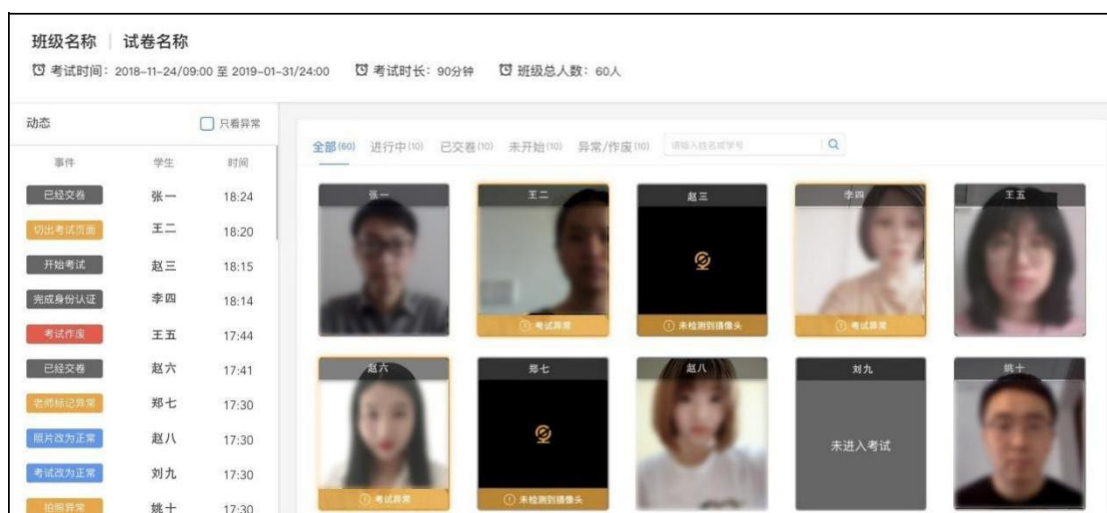 班级名称 | 试卷名称
考试时间：2018-11-24/09:00 至 2019-01-31/24:00 考试时长：90分钟 班级总人数：60人
动态 只看异常
全部(60) 进行中(10) 已交卷(10) 未开始(10) 异常/作废(10) 请输入姓名或学号
事件 学生 时间
已经交卷 张一 18:24
切出考试页面 王二 18:20
开始考试 赵三 18:15
完成身份认证 李四 18:14
考试作废 王五 17:44
已经交卷 赵六 17:41
老师标记异常 郑七 17:30
照片改为正常 赵八 17:30
考试改为正常 刘九 17:30
拍照异常 姚十 17:30
张一 王二 赵三 李四 王五
考试异常 未检测到摄像头 考试异常
赵六 郑七 赵八 刘九 姚十
未进入考试
考试异常 未检测到摄像头